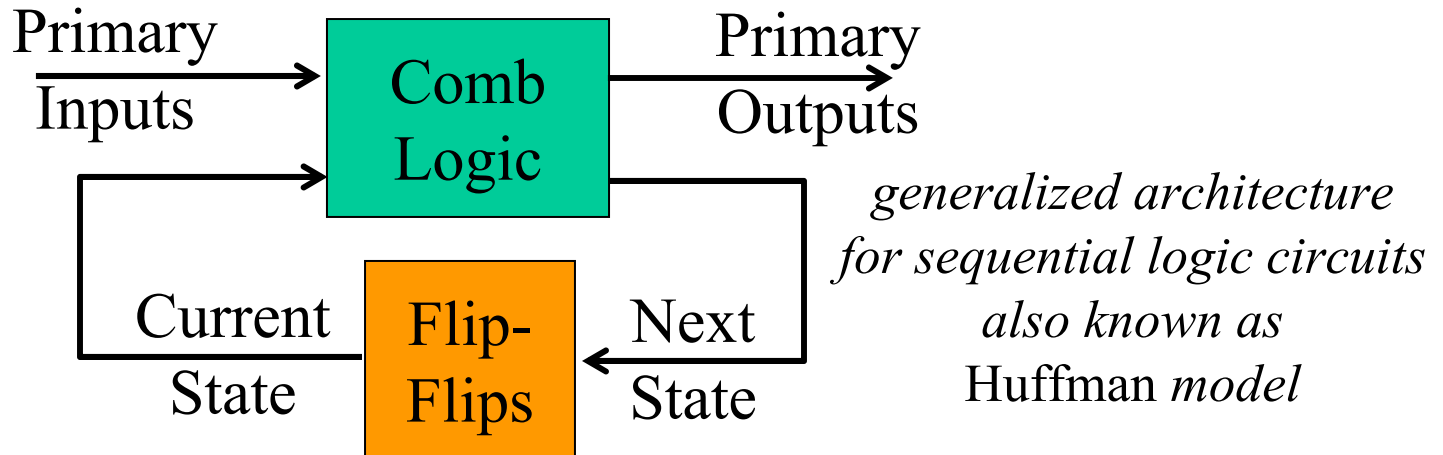 Primary
Inputs
Comb
Logic
Primary
Outputs
Current
State
Flip-
Flips
Next
State
generalized architecture
for sequential logic circuits
also known as
Huffman model